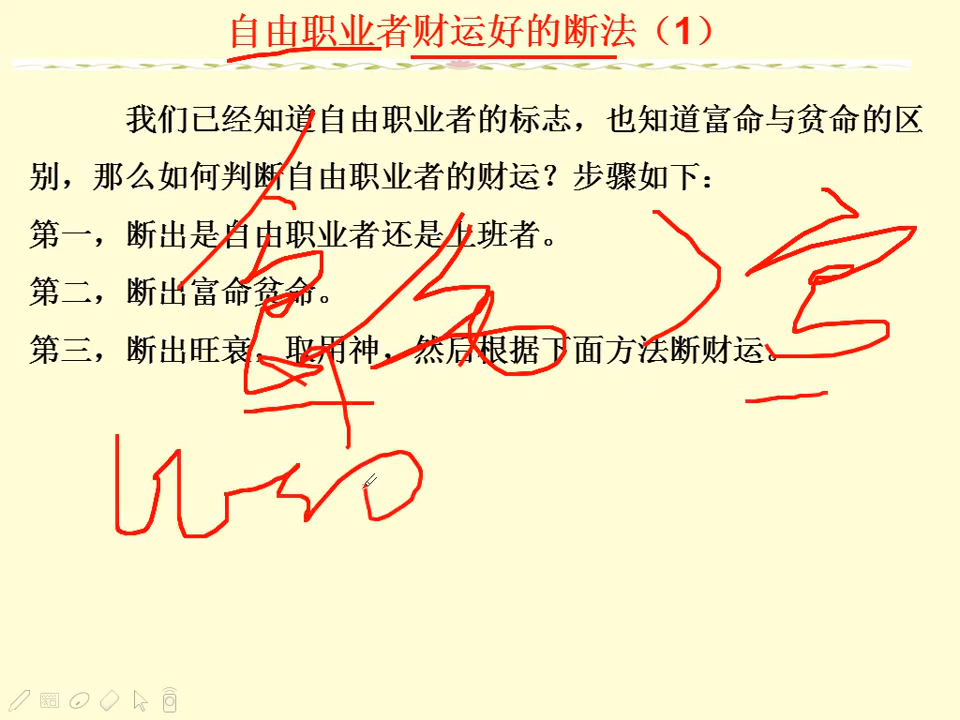 自由职业者财运好的断法（1）
我们已经知道自由职业者的标志，也知道富命与贫命的区
别，那么如何判断自由职业者的财运？步骤如下：
第一，断出是自由职业者还是上班者。
第二，断出富命贫命。
第三，断出旺衰，取用神，然后根据下面方法断财运。